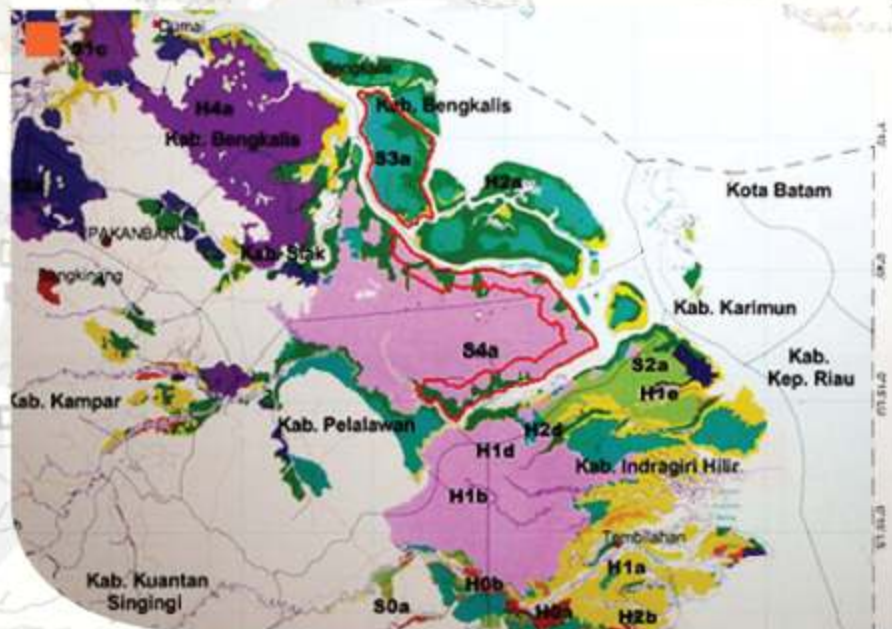 Dumai
S1c
Bengkalis
H4a
Kab. Bengkalis
Kab. Bengkalis
S3a
H2a
Kota Batam
PAKANBARU
Kab. Siak
Bangkinang
Kab. Karimun
S4a
S2a
Kab.
Kep. Riau
H1e
Kab. Kampar
Kab. Pelalawan
H2d
H1d
Kab. Indragiri Hilir
H1b
Tembilahan
H1a
Kab. Kuantan
Singingi
H0b
S0a
H2b